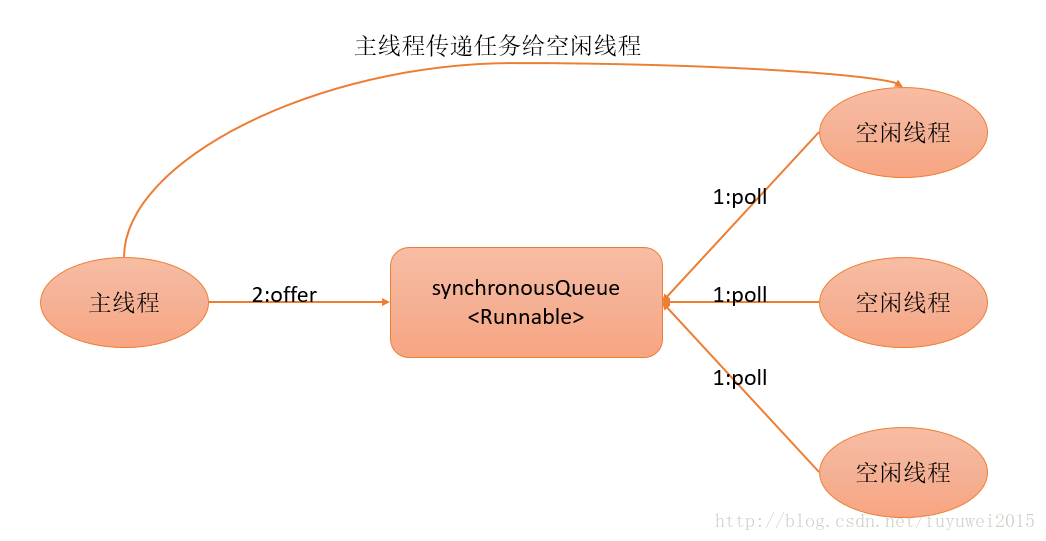 主线程传递任务给空闲线程
空闲线程
1:poll
主线程
2:offer
synchronousQueue
<Runnable>
1:poll
空闲线程
1:poll
空闲线程
http://blog.csdn.net/fuyuwei2015